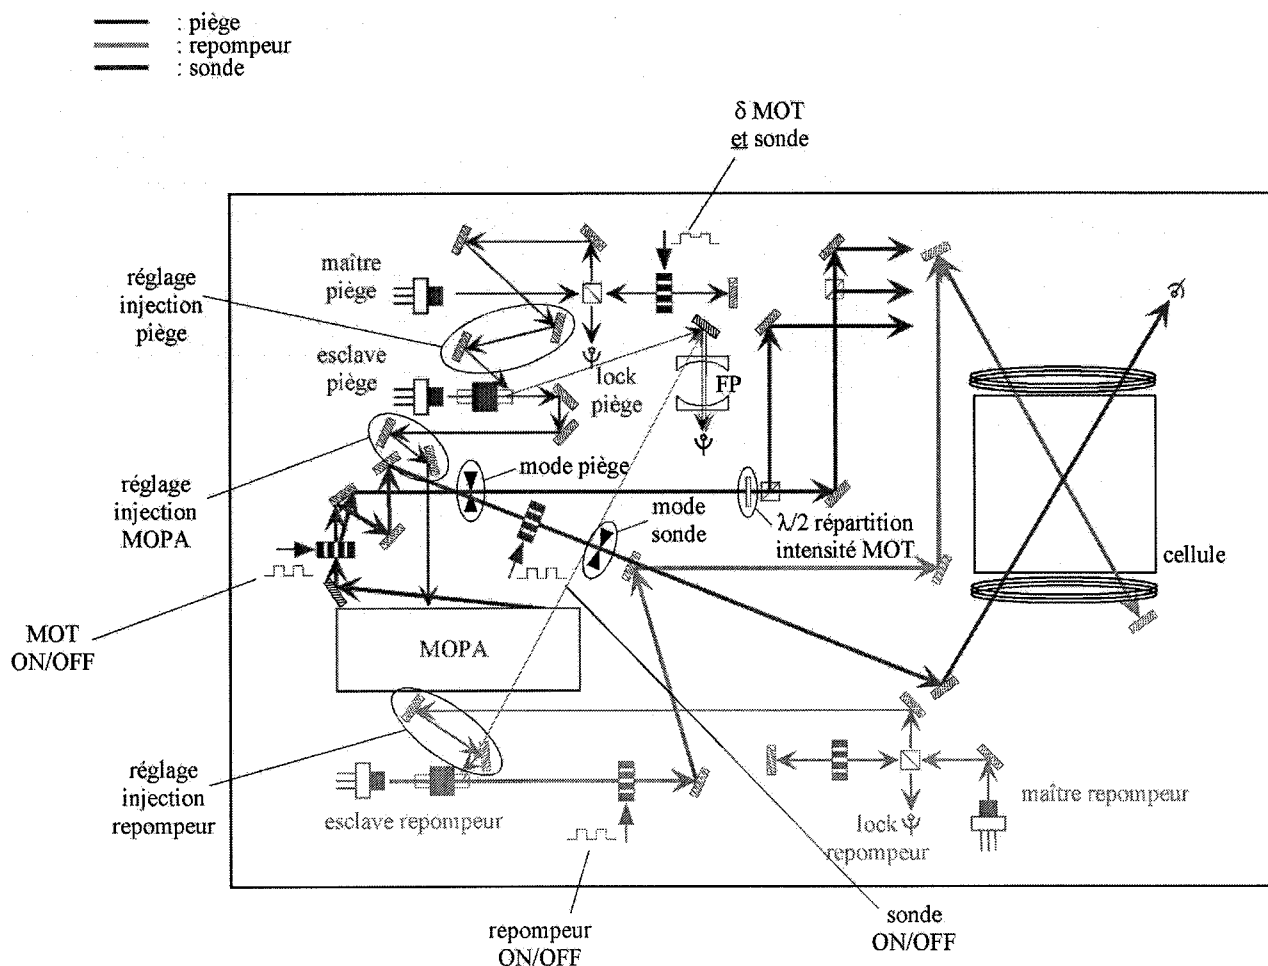 : piège
: repompeur
: sonde
δ MOT
et sonde
réglage
injection
piège
maître
piège
esclave
piège
lock
piège
FP
réglage
injection
MOPA
mode piège
mode
sonde
λ/2 répartition
intensité MOT
cellule
MOT
ON/OFF
MOPA
réglage
injection
repompeur
esclave repompeur
maître repompeur
lock
repompeur
repompeur
ON/OFF
sonde
ON/OFF